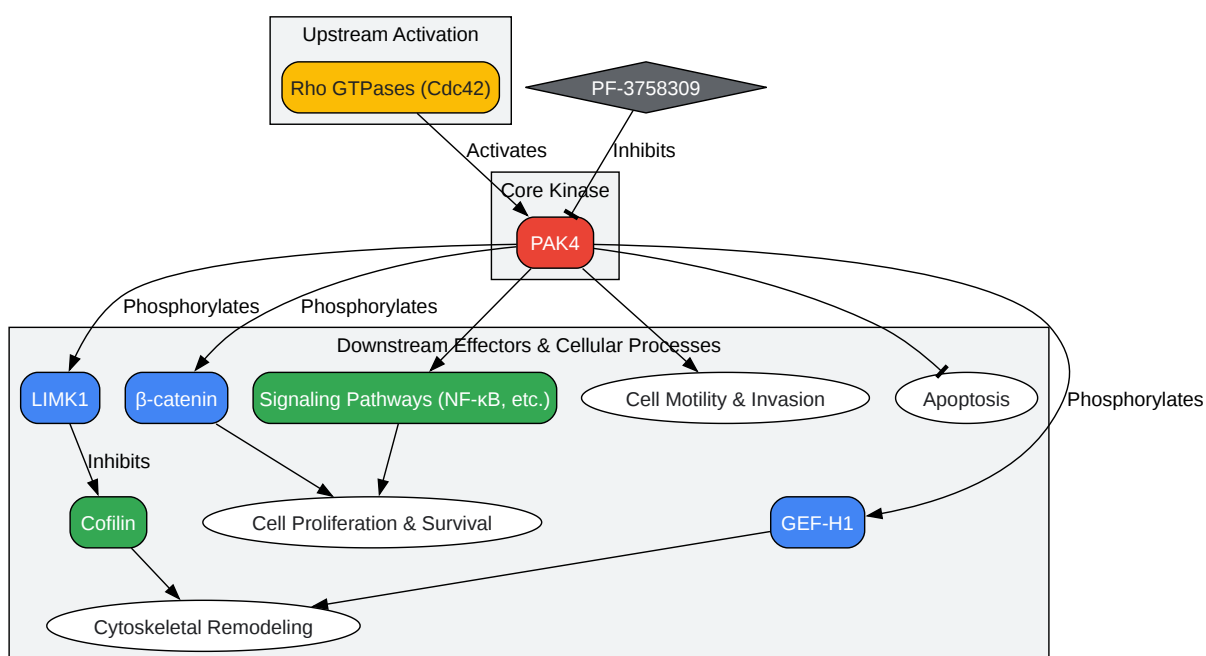 Upstream Activation
Rho GTPases (Cdc42)
PF-3758309
Activates
Inhibits
Core Kinase
PAK4
Phosphorylates
Phosphorylates
Downstream Effectors & Cellular Processes
LIMK1
β-catenin
Signaling Pathways (NF-κB, etc.)
Cell Motility & Invasion
Apoptosis
Phosphorylates
Inhibits
Cofilin
Cell Proliferation & Survival
GEF-H1
Cytoskeletal Remodeling